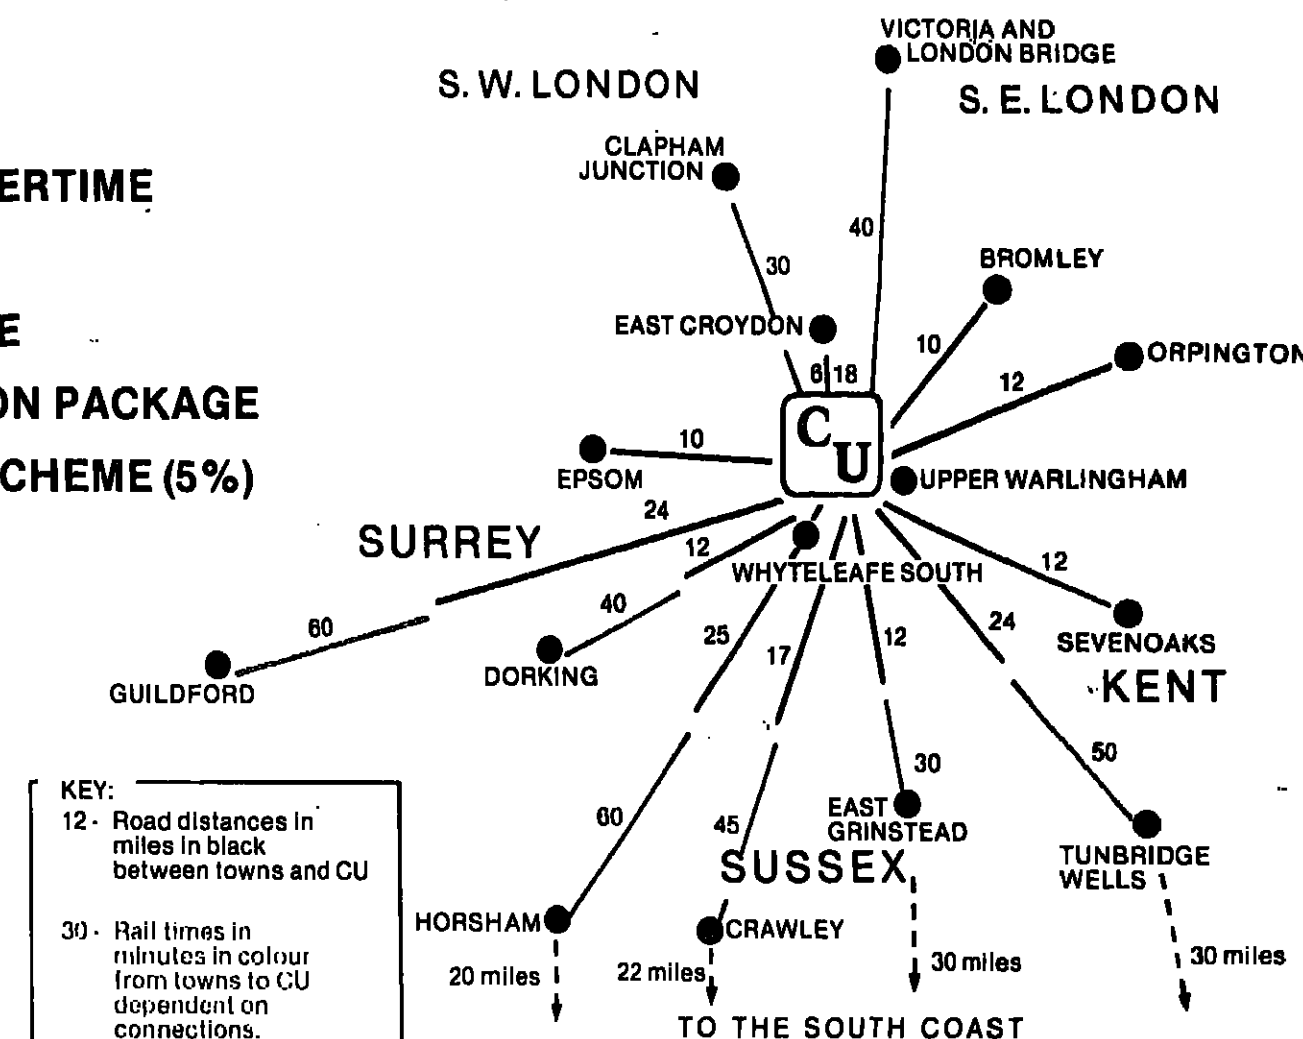 VICTORIA AND
LONDON BRIDGE
S. W. LONDON
S. E. LONDON
CLAPHAM
JUNCTION
ERTIME
40
30
BROMLEY
EAST CROYDON
E
10
ORPINGTON
6 18
12
ON PACKAGE
C
U
10
EPSOM
CHEME (5%)
UPPER WARLINGHAM
24
SURREY
12
WHYTELEAFE SOUTH
12
40
60
25
17
12
24
SEVENOAKS
KENT
DORKING
GUILDFORD
50
30
60
45
EAST
GRINSTEAD
SUSSEX
TUNBRIDGE
WELLS
HORSHAM
CRAWLEY
20 miles
22 miles
30 miles
30 miles
TO THE SOUTH COAST
KEY:
12 - Road distances in
miles in black
between towns and CU
30 - Rail times in
minutes in colour
from towns to CU
dependent on
connections.